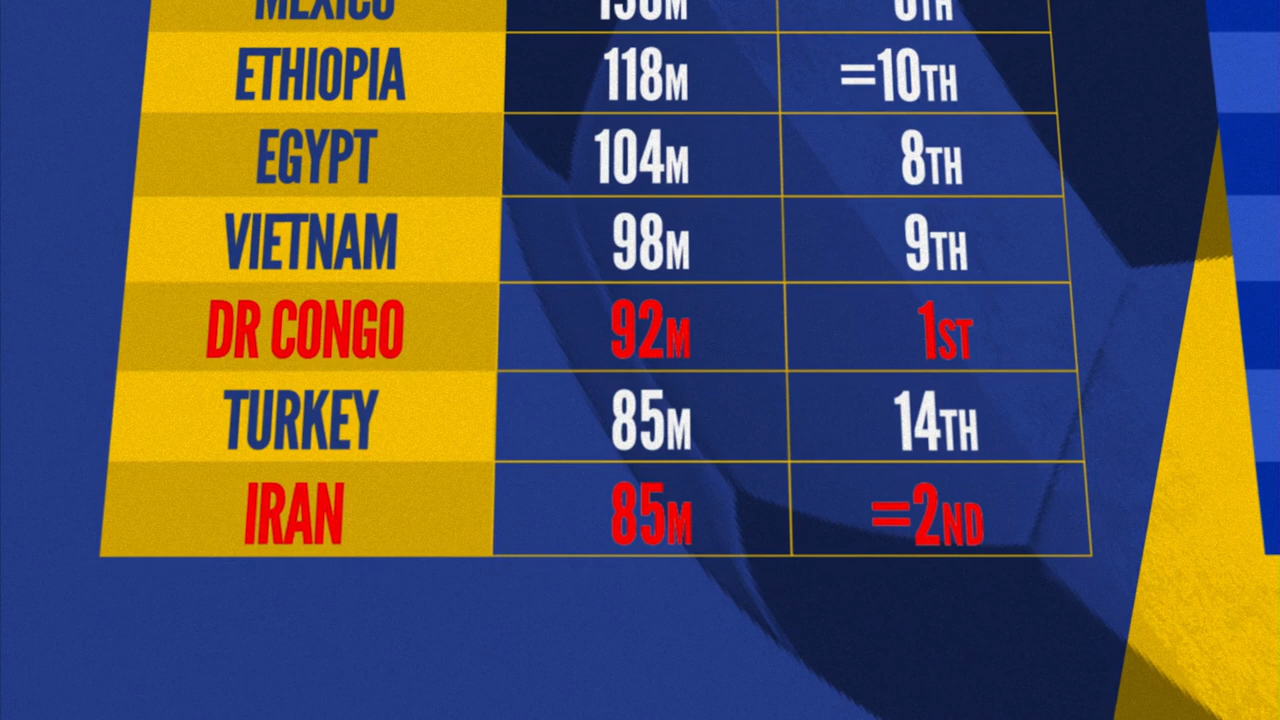 MEXICO
ETHIOPIA 118M =10TH
EGYPT 104M 8TH
VIETNAM 98M 9TH
DR CONGO 92M 1ST
TURKEY 85M 14TH
IRAN 85M =2ND